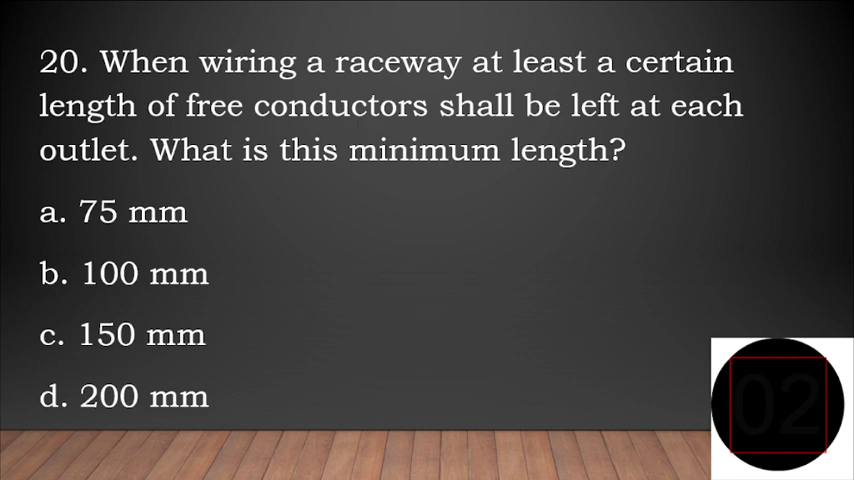 20. When wiring a raceway at least a certain
length of free conductors shall be left at each
outlet. What is this minimum length?
a. 75 mm
b. 100 mm
c. 150 mm
d. 200 mm
02